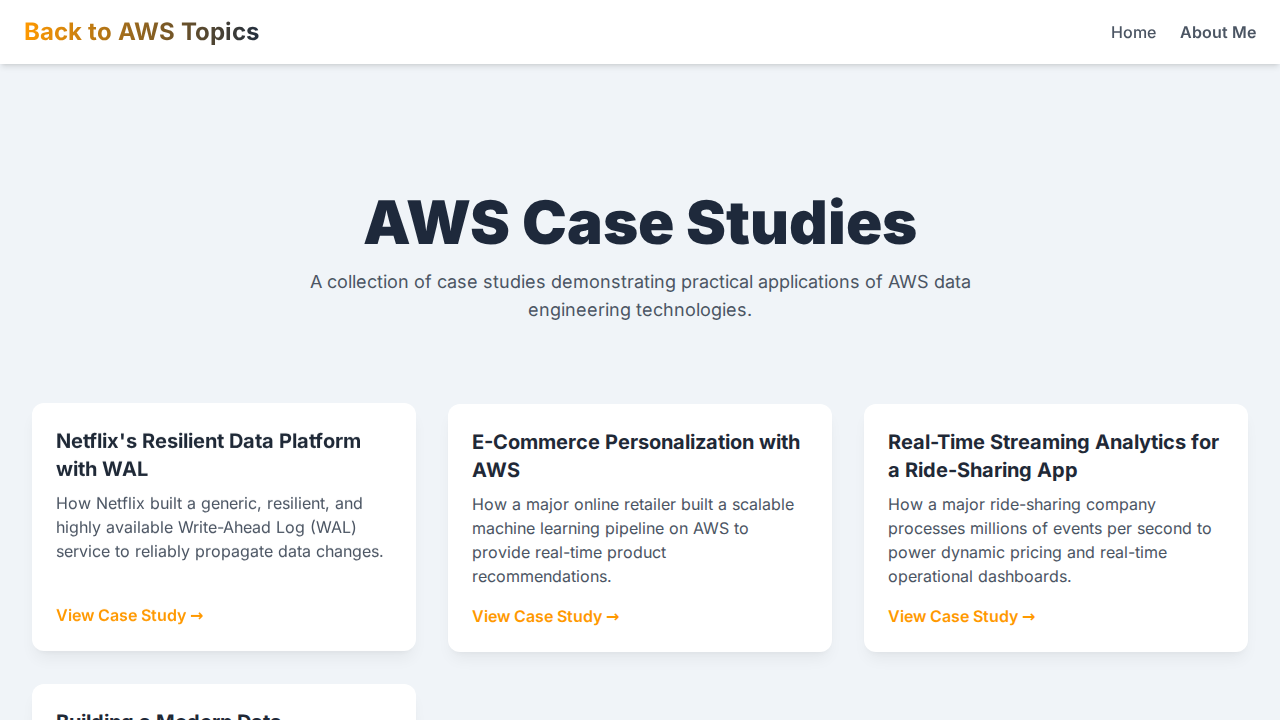 Back to AWS Topics
Home
About Me
AWS Case Studies
A collection of case studies demonstrating practical applications of AWS data
engineering technologies.
Netflix's Resilient Data Platform
with WAL
How Netflix built a generic, resilient, and
highly available Write-Ahead Log (WAL)
service to reliably propagate data changes.
View Case Study →
E-Commerce Personalization with
AWS
How a major online retailer built a scalable
machine learning pipeline on AWS to
provide real-time product
recommendations.
View Case Study →
Real-Time Streaming Analytics for
a Ride-Sharing App
How a major ride-sharing company
processes millions of events per second to
power dynamic pricing and real-time
operational dashboards.
View Case Study →
Building a Modern Data